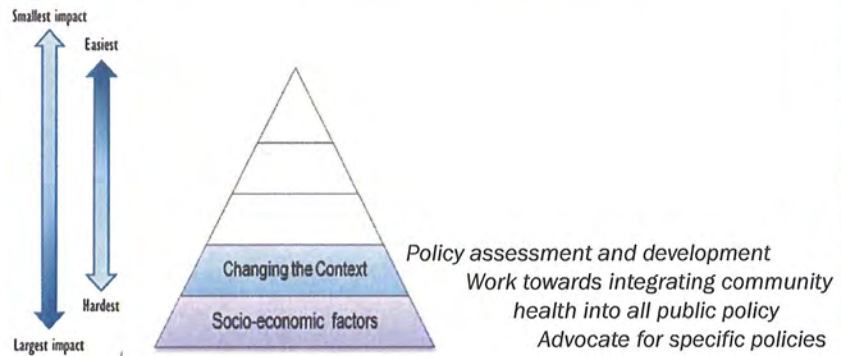 Smallest impact
Easiest
Changing the Context
Socio-economic factors
Hardest
Largest impact
Policy assessment and development
Work towards integrating community
health into all public policy
Advocate for specific policies